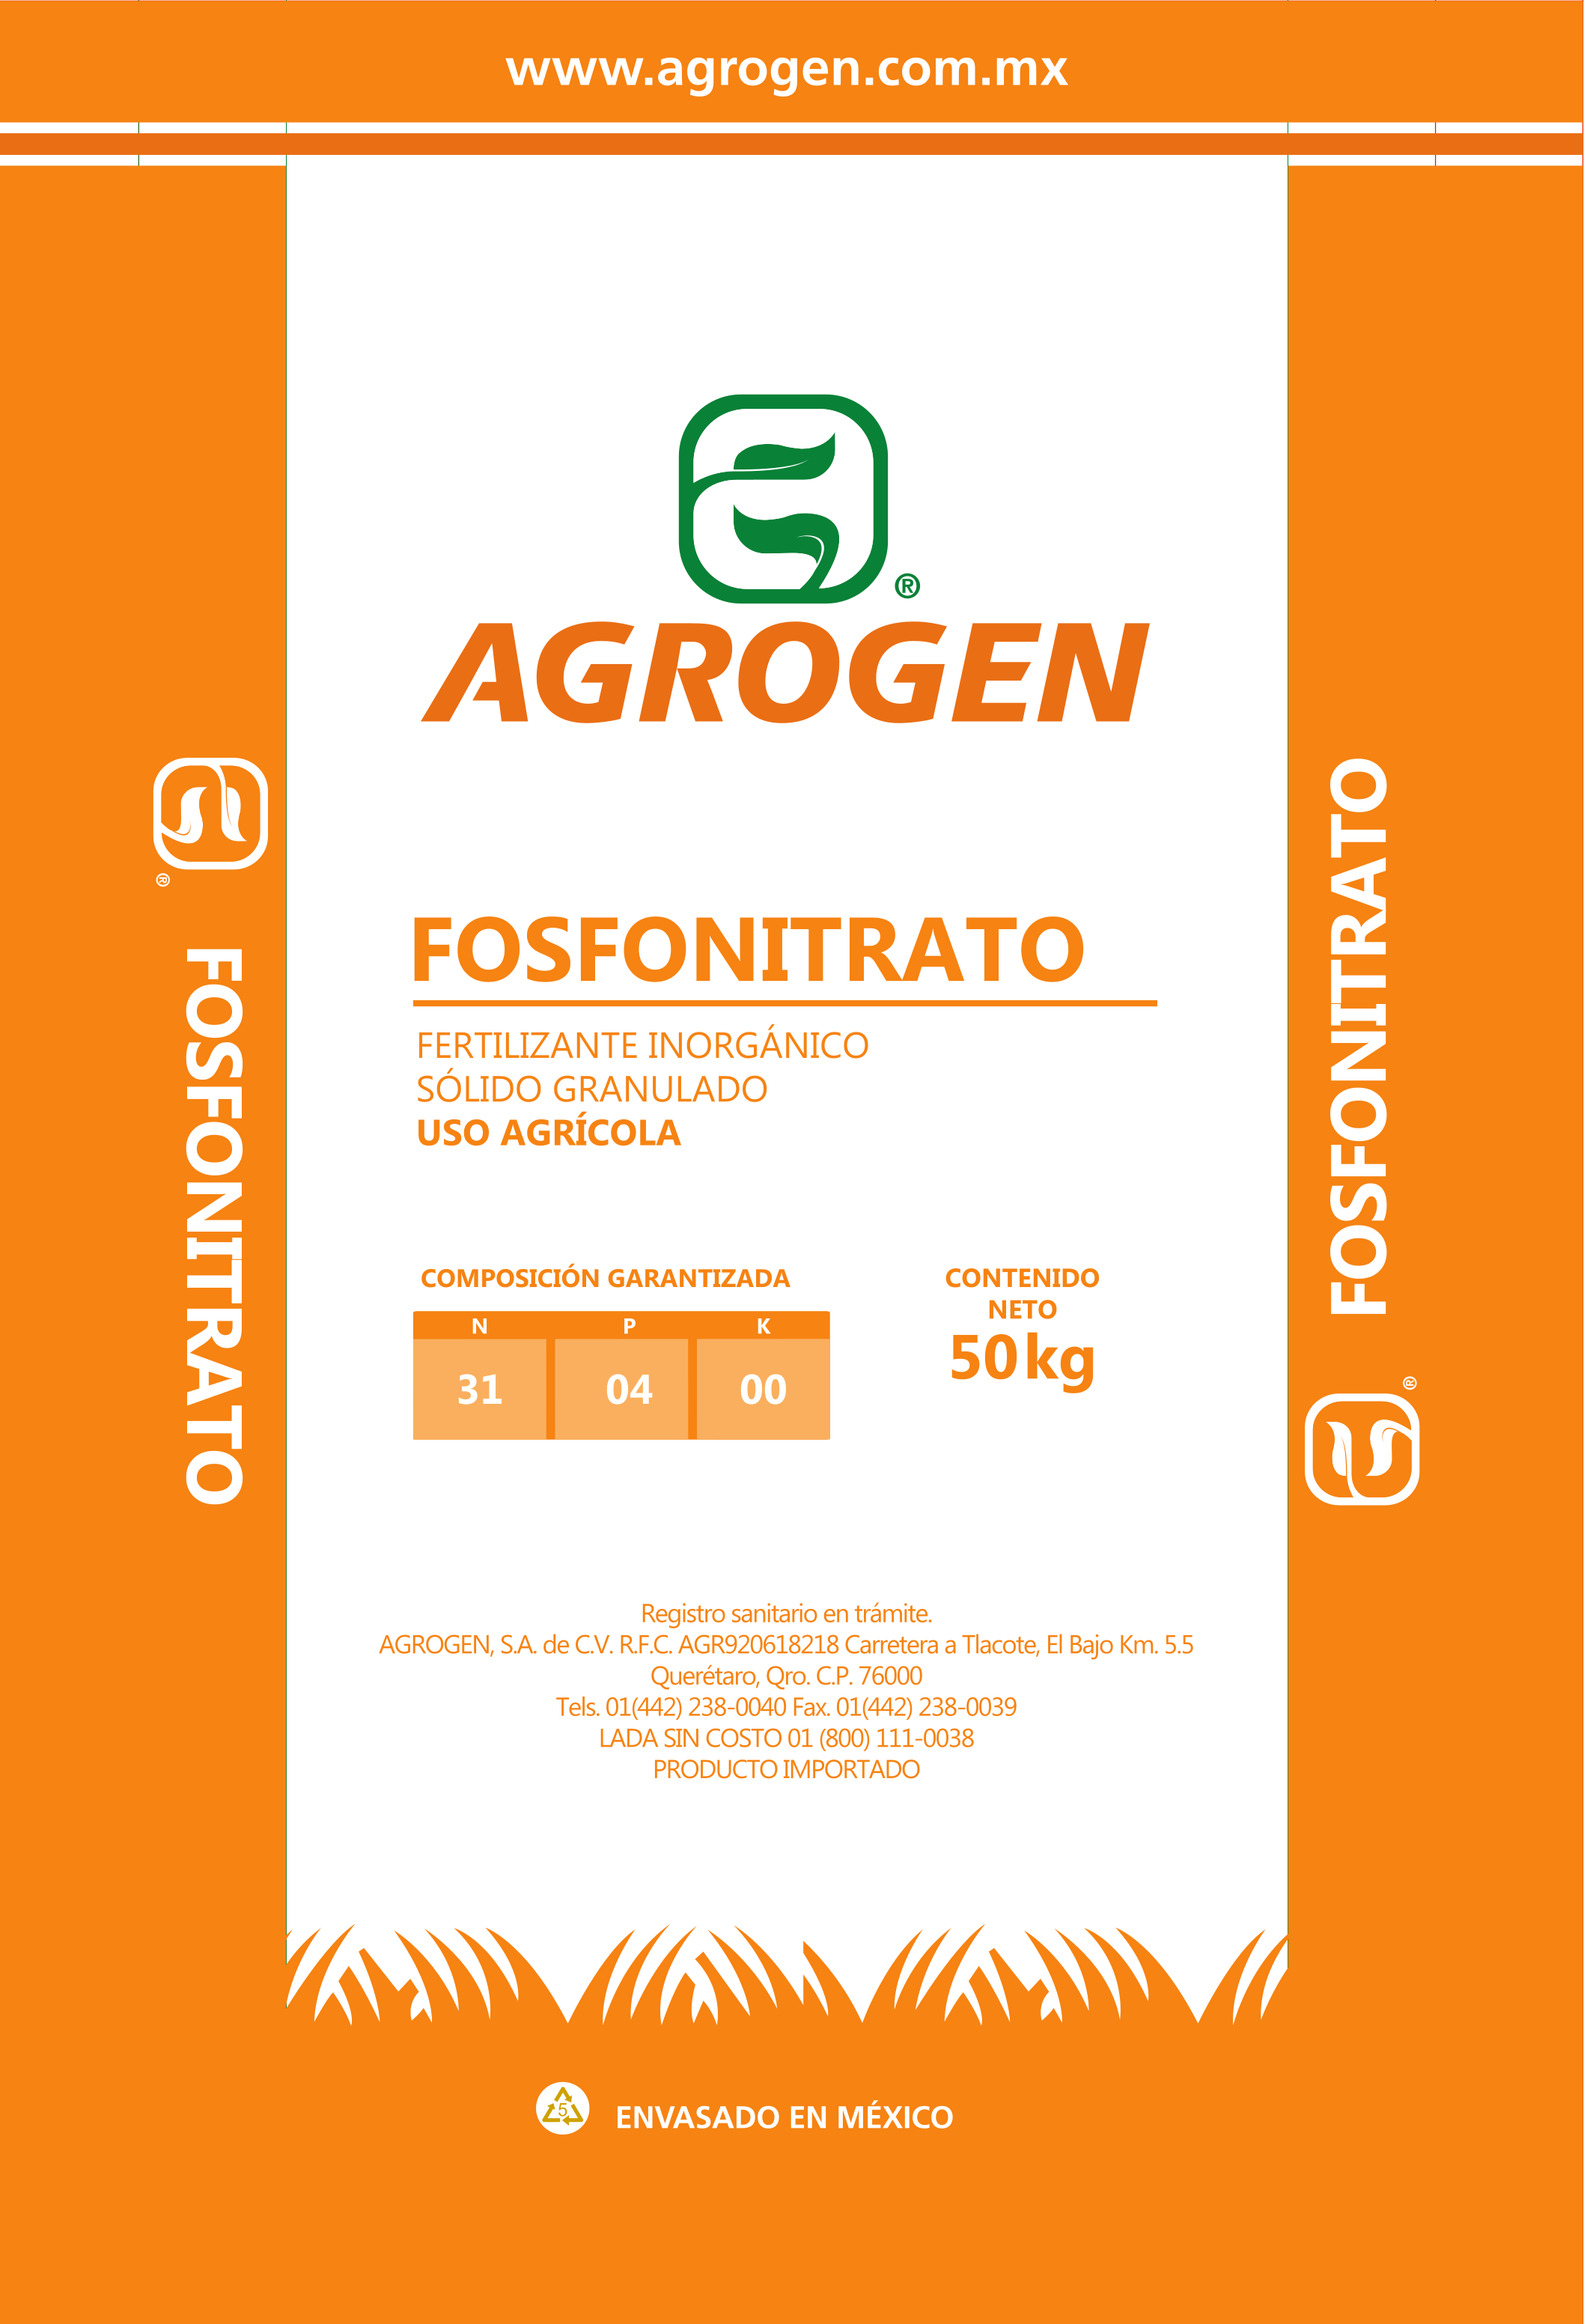 www.agrogen.com.mx
®
AGROGEN
®
FOSFONITRATO
FOSFONITRATO
®
FOSFONITRATO
FERTILIZANTE INORGÁNICO
SÓLIDO GRANULADO
USO AGRÍCOLA
COMPOSICIÓN GARANTIZADA
N P K
31 04 00
CONTENIDO
NETO
50kg
Registro sanitario en trámite.
AGROGEN, S.A. de C.V. R.F.C. AGR920618218 Carretera a Tlacote, El Bajo Km. 5.5
Querétaro, Qro. C.P. 76000
Tels. 01(442) 238-0040 Fax. 01(442) 238-0039
LADA SIN COSTO 01 (800) 111-0038
PRODUCTO IMPORTADO
5
ENVASADO EN MÉXICO